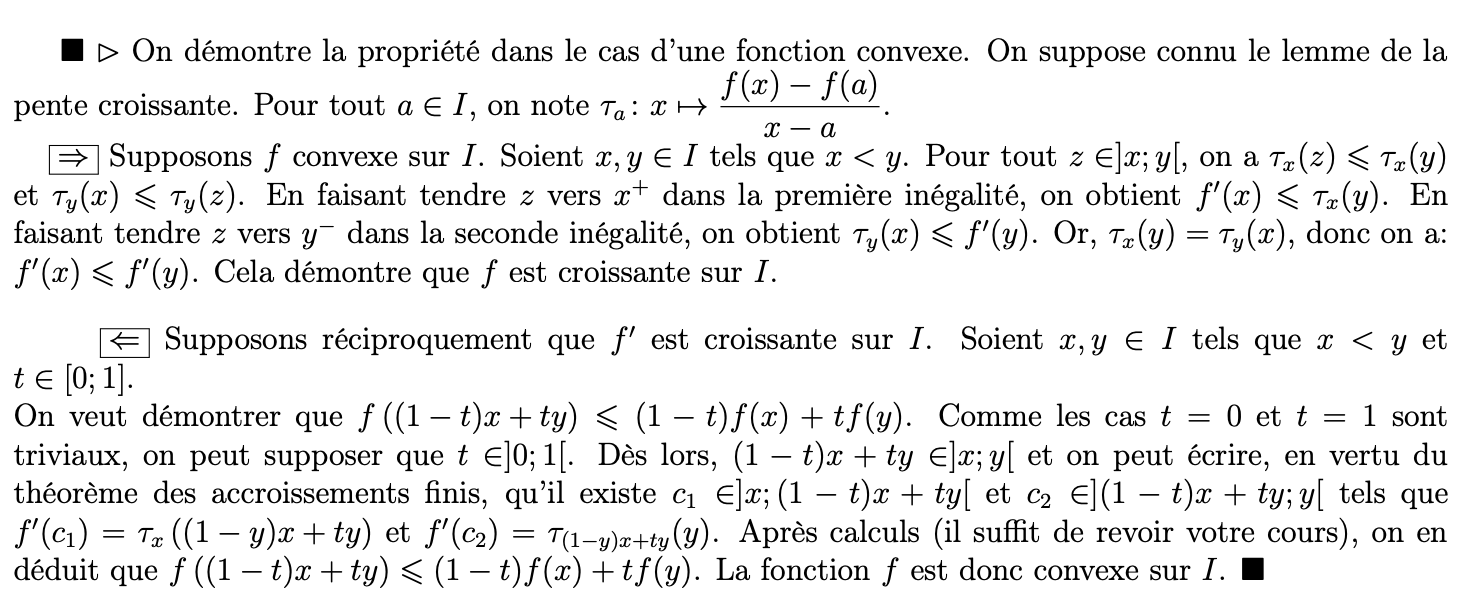 ■ ▷ On démontre la propriété dans le cas d'une fonction convexe. On suppose connu le lemme de la
pente croissante. Pour tout $a \in I$, on note $\tau_a : x \mapsto \dfrac{f(x) - f(a)}{x - a}$.
$\boxed{\Rightarrow}$ Supposons $f$ convexe sur $I$. Soient $x, y \in I$ tels que $x < y$. Pour tout $z \in ]x; y[$, on a $\tau_x(z) \leqslant \tau_x(y)$
et $\tau_y(x) \leqslant \tau_y(z)$. En faisant tendre $z$ vers $x^+$ dans la première inégalité, on obtient $f'(x) \leqslant \tau_x(y)$. En
faisant tendre $z$ vers $y^-$ dans la seconde inégalité, on obtient $\tau_y(x) \leqslant f'(y)$. Or, $\tau_x(y) = \tau_y(x)$, donc on a:
$f'(x) \leqslant f'(y)$. Cela démontre que $f$ est croissante sur $I$.
$\boxed{\Leftarrow}$ Supposons réciproquement que $f'$ est croissante sur $I$. Soient $x, y \in I$ tels que $x < y$ et
$t \in [0; 1]$.
On veut démontrer que $f((1 - t)x + ty) \leqslant (1 - t)f(x) + tf(y)$. Comme les cas $t = 0$ et $t = 1$ sont
triviaux, on peut supposer que $t \in ]0; 1[$. Dès lors, $(1 - t)x + ty \in ]x; y[$ et on peut écrire, en vertu du
théorème des accroissements finis, qu'il existe $c_1 \in ]x; (1 - t)x + ty[$ et $c_2 \in ](1 - t)x + ty; y[$ tels que
$f'(c_1) = \tau_x((1 - y)x + ty)$ et $f'(c_2) = \tau_{(1-y)x+ty}(y)$. Après calculs (il suffit de revoir votre cours), on en
déduit que $f((1 - t)x + ty) \leqslant (1 - t)f(x) + tf(y)$. La fonction $f$ est donc convexe sur $I$. ■